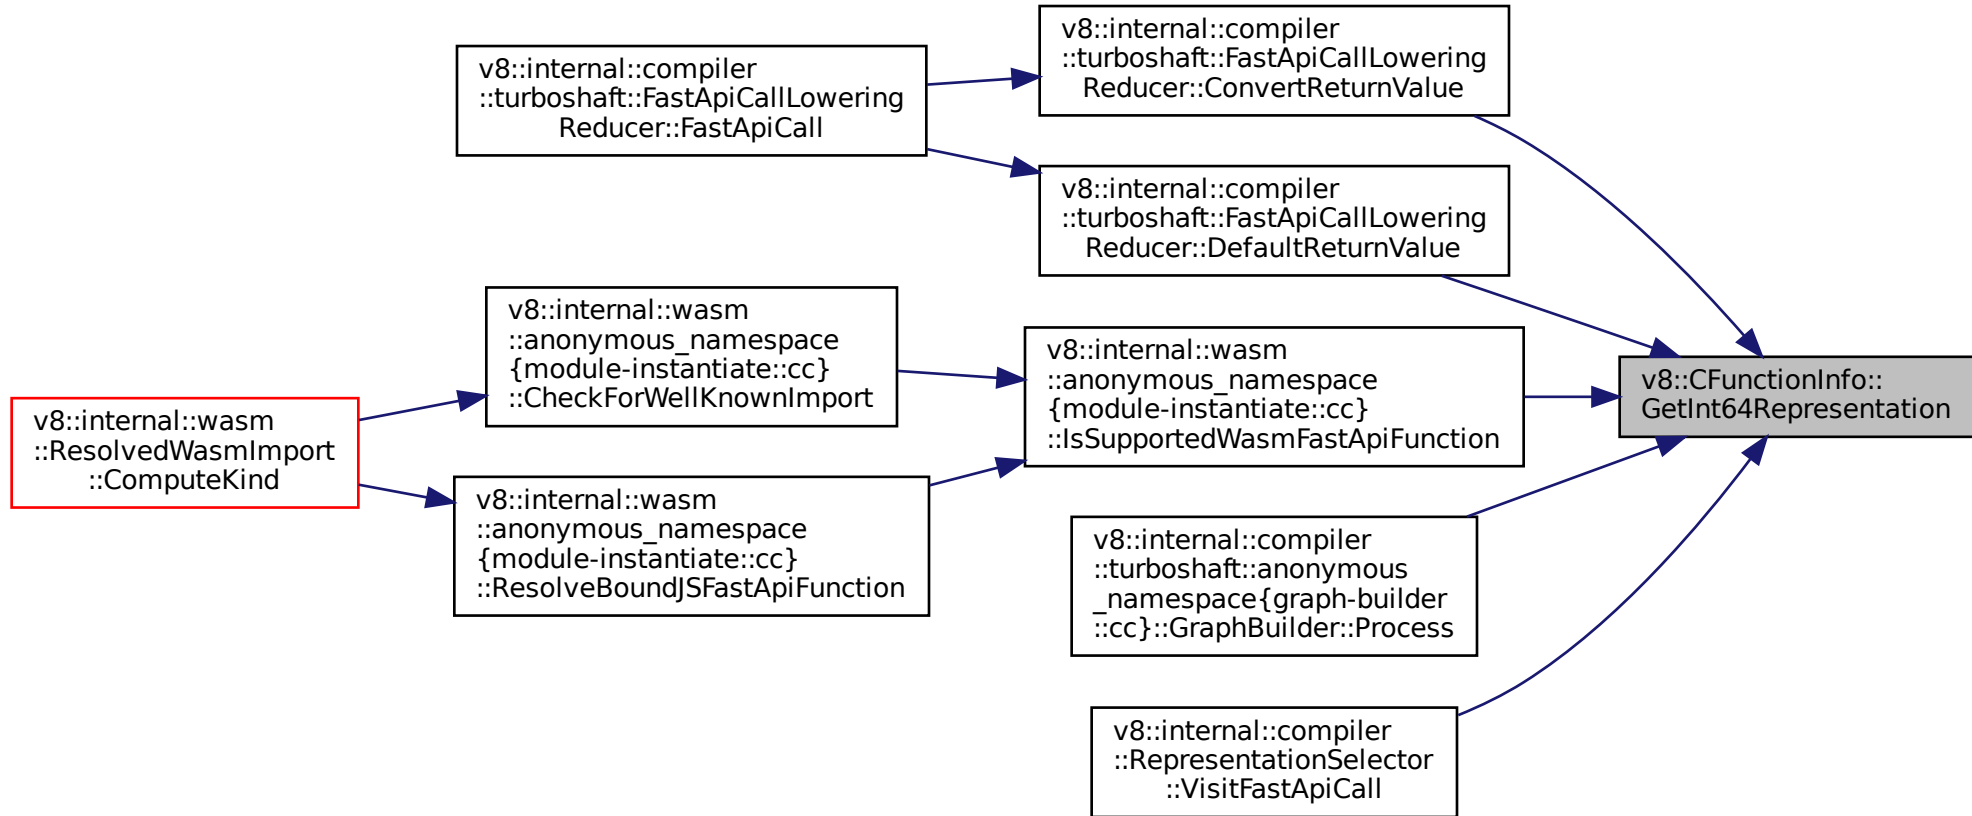 v8::internal::compiler
::turboshaft::FastApiCallLowering
Reducer::ConvertReturnValue
v8::internal::compiler
::turboshaft::FastApiCallLowering
Reducer::FastApiCall
v8::internal::compiler
::turboshaft::FastApiCallLowering
Reducer::DefaultReturnValue
v8::internal::wasm
::anonymous_namespace
{module-instantiate::cc}
::CheckForWellKnownImport
v8::internal::wasm
::anonymous_namespace
{module-instantiate::cc}
::IsSupportedWasmFastApiFunction
v8::CFunctionInfo::
GetInt64Representation
v8::internal::wasm
::ResolvedWasmImport
::ComputeKind
v8::internal::wasm
::anonymous_namespace
{module-instantiate::cc}
::ResolveBoundJSFastApiFunction
v8::internal::compiler
::turboshaft::anonymous
_namespace{graph-builder
::cc}::GraphBuilder::Process
v8::internal::compiler
::RepresentationSelector
::VisitFastApiCall